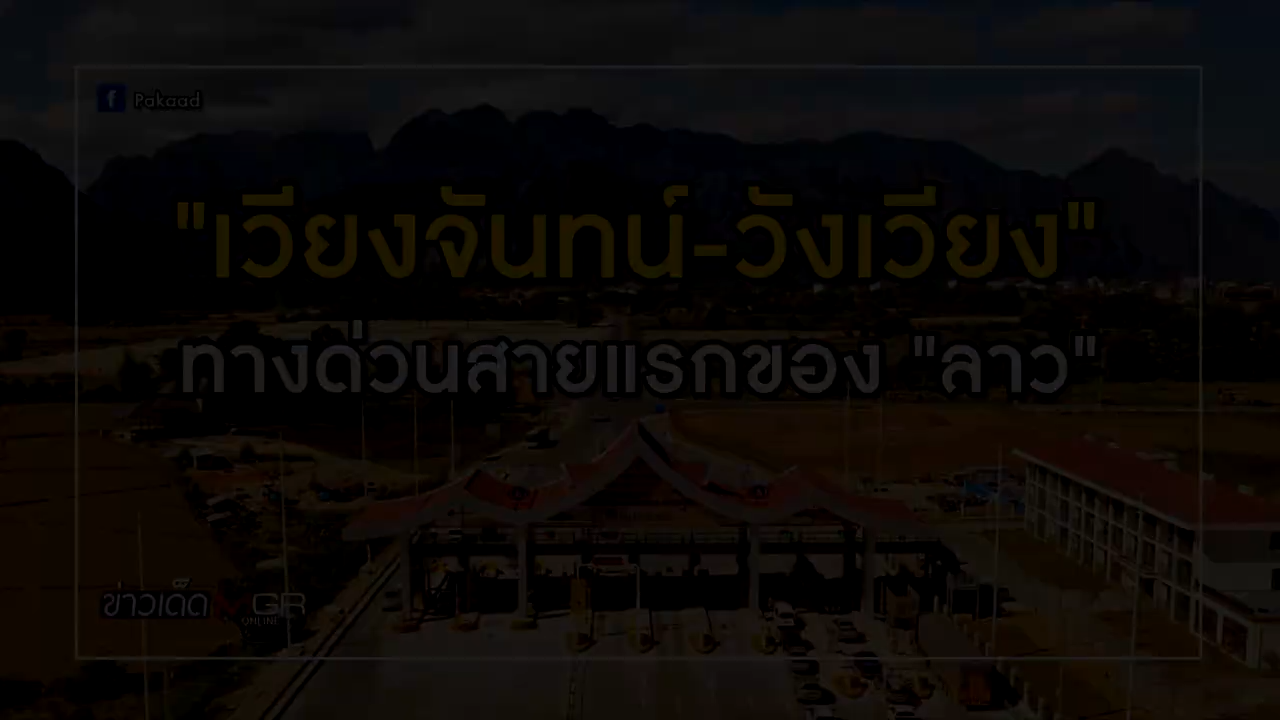 Pakaad
"เวียงจันทน์-วังเวียง"
ทางด่วนสายแรกของ "ลาว"
ข่าวเด็ด MGR
ONLINE